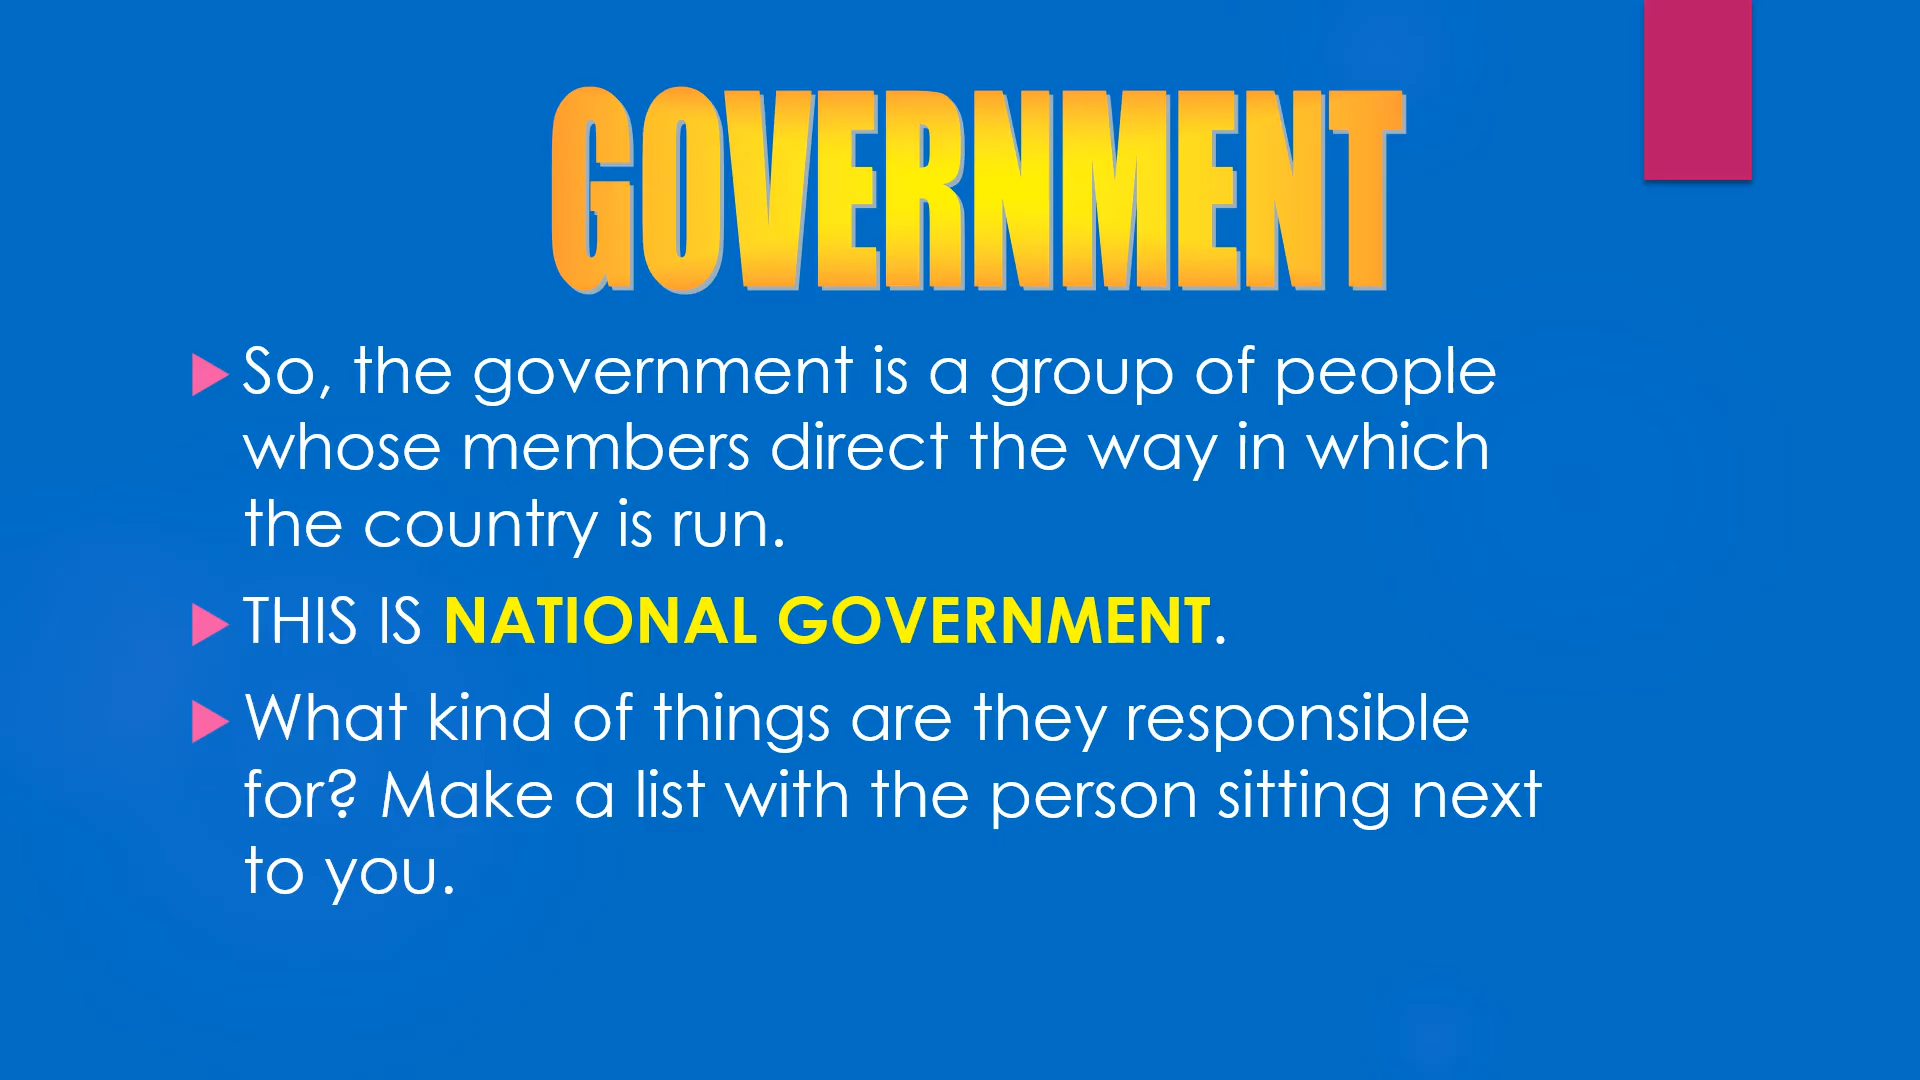 GOVERNMENT
So, the government is a group of people
whose members direct the way in which
the country is run.
THIS IS NATIONAL GOVERNMENT.
What kind of things are they responsible
for? Make a list with the person sitting next
to you.